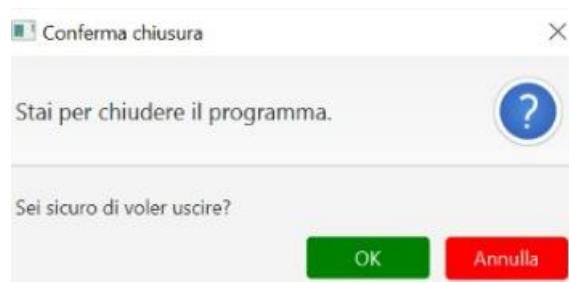 Conferma chiusura
Stai per chiudere il programma.
?
Sei sicuro di voler uscire?
OK
Annulla